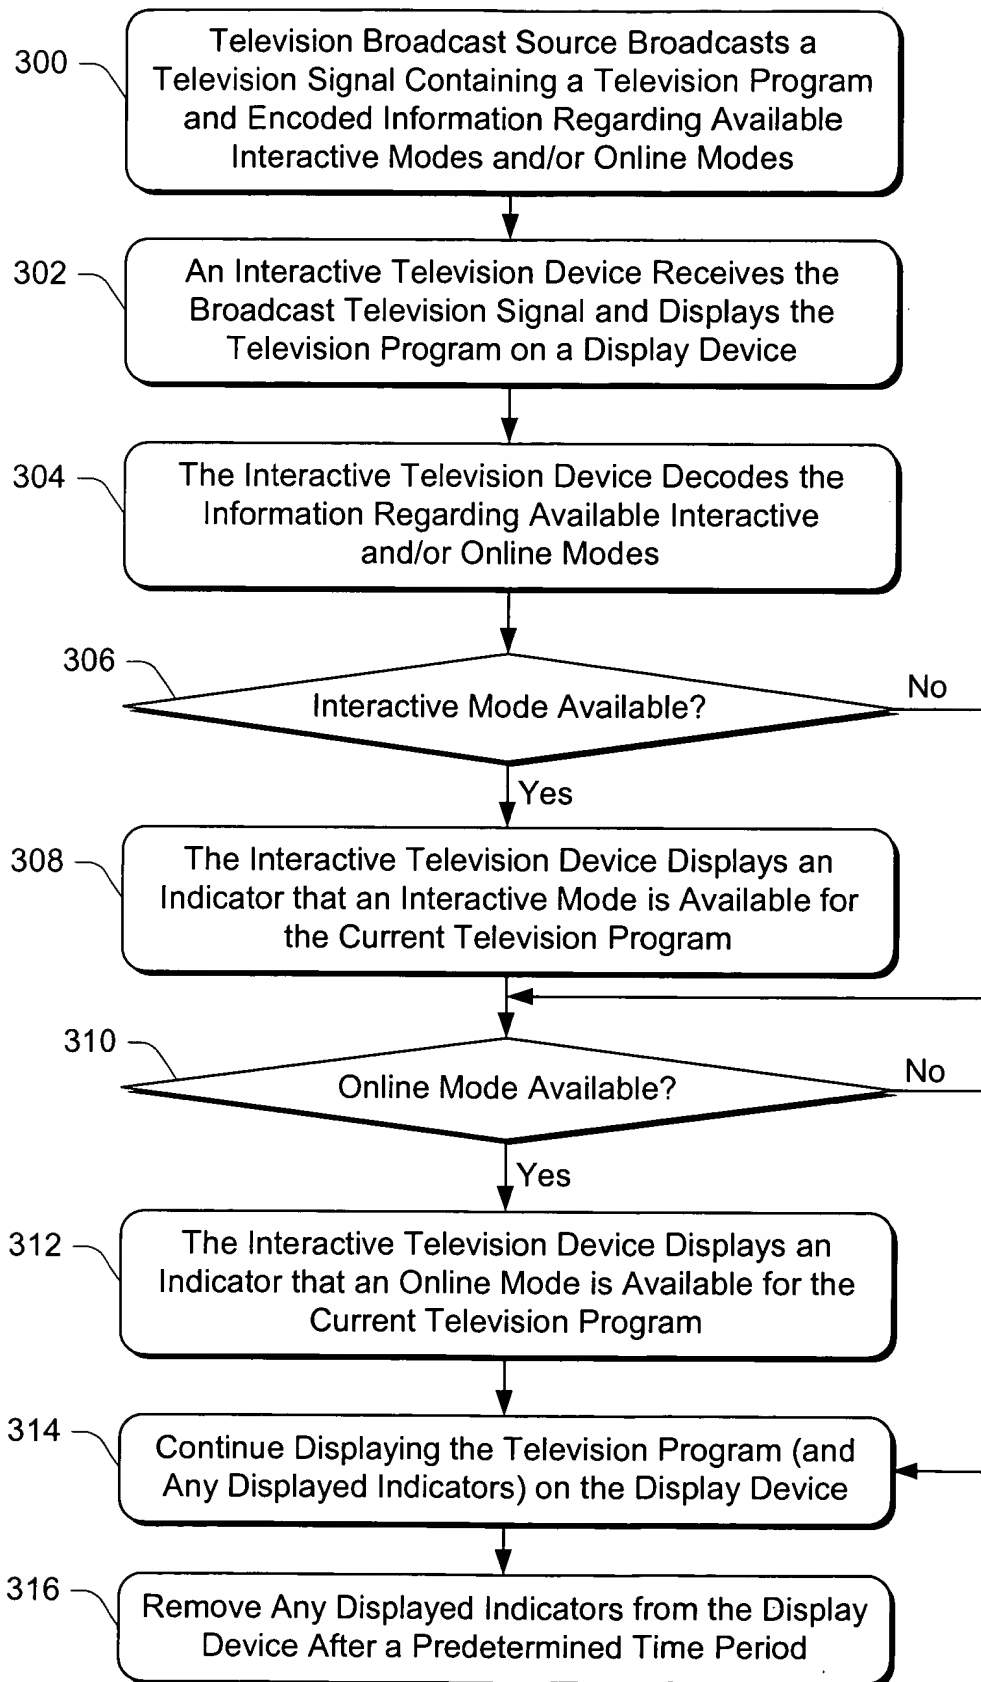 300
Television Broadcast Source Broadcasts a
Television Signal Containing a Television Program
and Encoded Information Regarding Available
Interactive Modes and/or Online Modes
302
An Interactive Television Device Receives the
Broadcast Television Signal and Displays the
Television Program on a Display Device
304
The Interactive Television Device Decodes the
Information Regarding Available Interactive
and/or Online Modes
306
Interactive Mode Available?
No
Yes
308
The Interactive Television Device Displays an
Indicator that an Interactive Mode is Available for
the Current Television Program
310
Online Mode Available?
No
Yes
312
The Interactive Television Device Displays an
Indicator that an Online Mode is Available for the
Current Television Program
314
Continue Displaying the Television Program (and
Any Displayed Indicators) on the Display Device
316
Remove Any Displayed Indicators from the Display
Device After a Predetermined Time Period